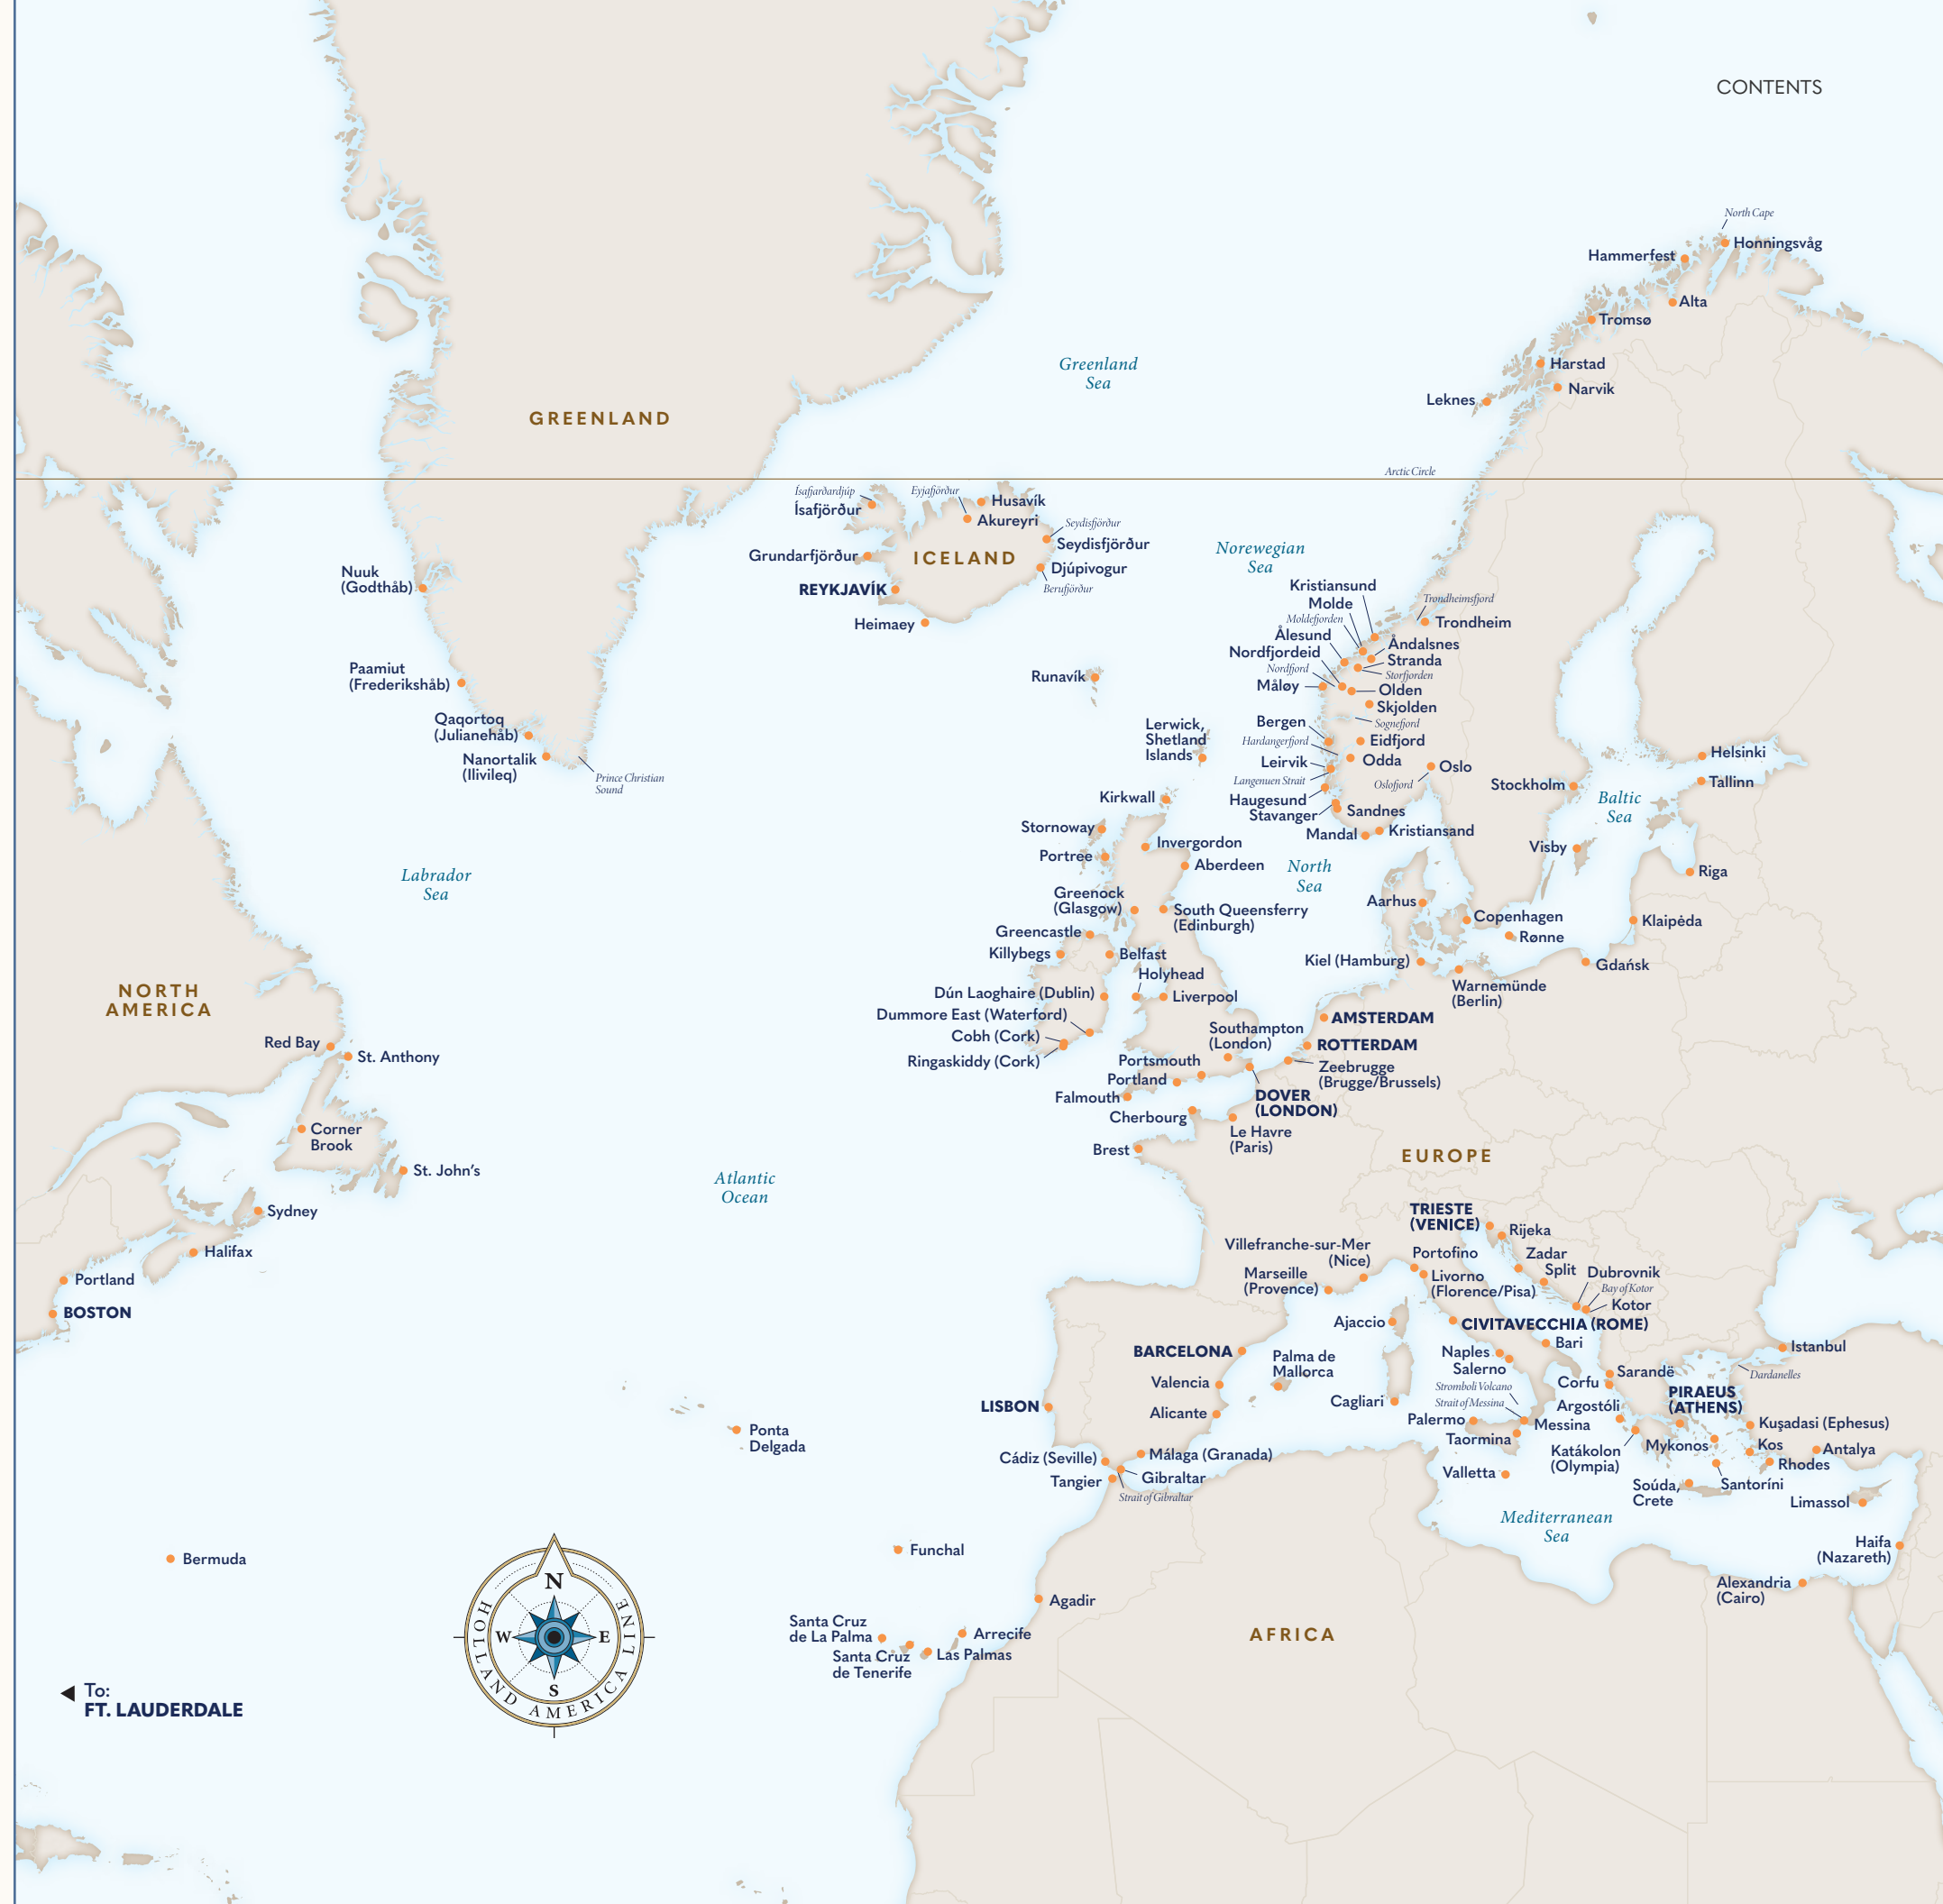 CONTENTS
North Cape
Honningsvåg
Hammerfest
Alta
Tromsø
Harstad
Narvik
Leknes
Greenland
Sea
GREENLAND
Arctic Circle
Ísafjarðardjúp
Ísafjörður
Eyjafjörður
Husavík
Akureyri
Seydisfjörður
Seydisfjörður
Grundarfjörður
ICELAND
Djúpivogur
Berufjörður
REYKJAVÍK
Heimaey
Norewegian
Sea
Nuuk
(Godthåb)
Paamiut
(Frederikshåb)
Qaqortoq
(Julianehåb)
Nanortalik
(Ilivileq)
Prince Christian
Sound
Kristiansund
Molde
Moldefjorden
Ålesund
Nordfjordeid
Nordfjord
Måløy
Trondheimsfjord
Trondheim
Åndalsnes
Stranda
Storfjorden
Olden
Skjolden
Sognefjord
Runavík
Lerwick,
Shetland
Islands
Bergen
Hardangerfjord
Leirvik
Langenuen Strait
Haugesund
Stavanger
Eidfjord
Odda
Oslo
Oslofjord
Sandnes
Mandal
Kristiansand
Helsinki
Tallinn
Stockholm
Baltic
Sea
Visby
Riga
Kirkwall
Stornoway
Portree
Invergordon
Aberdeen
North
Sea
Greenock
(Glasgow)
South Queensferry
(Edinburgh)
Aarhus
Copenhagen
Rønne
Klaipėda
Gdańsk
Kiel (Hamburg)
Warnemünde
(Berlin)
Labrador
Sea
Greencastle
Killybegs
Belfast
Holyhead
Dún Laoghaire (Dublin)
Liverpool
Dummore East (Waterford)
Cobh (Cork)
Ringaskiddy (Cork)
Southampton
(London)
Portsmouth
Portland
Falmouth
Cherbourg
AMSTERDAM
ROTTERDAM
Zeebrugge
(Brugge/Brussels)
DOVER
(LONDON)
Le Havre
(Paris)
Brest
EUROPE
NORTH
AMERICA
Red Bay
St. Anthony
Corner
Brook
St. John's
Sydney
Halifax
Portland
BOSTON
Atlantic
Ocean
TRIESTE
(VENICE)
Rijeka
Zadar
Split
Dubrovnik
Bay of Kotor
Kotor
Villefranche-sur-Mer
(Nice)
Portofino
Marseille
(Provence)
Livorno
(Florence/Pisa)
Ajaccio
CIVITAVECCHIA (ROME)
Bari
Istanbul
Dardanelles
BARCELONA
Palma de
Mallorca
Valencia
Alicante
Naples
Salerno
Stromboli Volcano
Strait of Messina
Cagliari
Palermo
Messina
Taormina
Valletta
Sarandë
Corfu
Argostóli
Katákolon
(Olympia)
PIRAEUS
(ATHENS)
Mykonos
Kuşadasi (Ephesus)
Kos
Antalya
Rhodes
Santoríni
Soúda,
Crete
Limassol
LISBON
Cádiz (Seville)
Tangier
Málaga (Granada)
Gibraltar
Strait of Gibraltar
Ponta
Delgada
Mediterranean
Sea
Haifa
(Nazareth)
Alexandria
(Cairo)
Bermuda
Funchal
Agadir
Santa Cruz
de La Palma
Santa Cruz
de Tenerife
Arrecife
Las Palmas
AFRICA
N
W
E
S
HOLLAND AMERICA LINE
To:
FT. LAUDERDALE